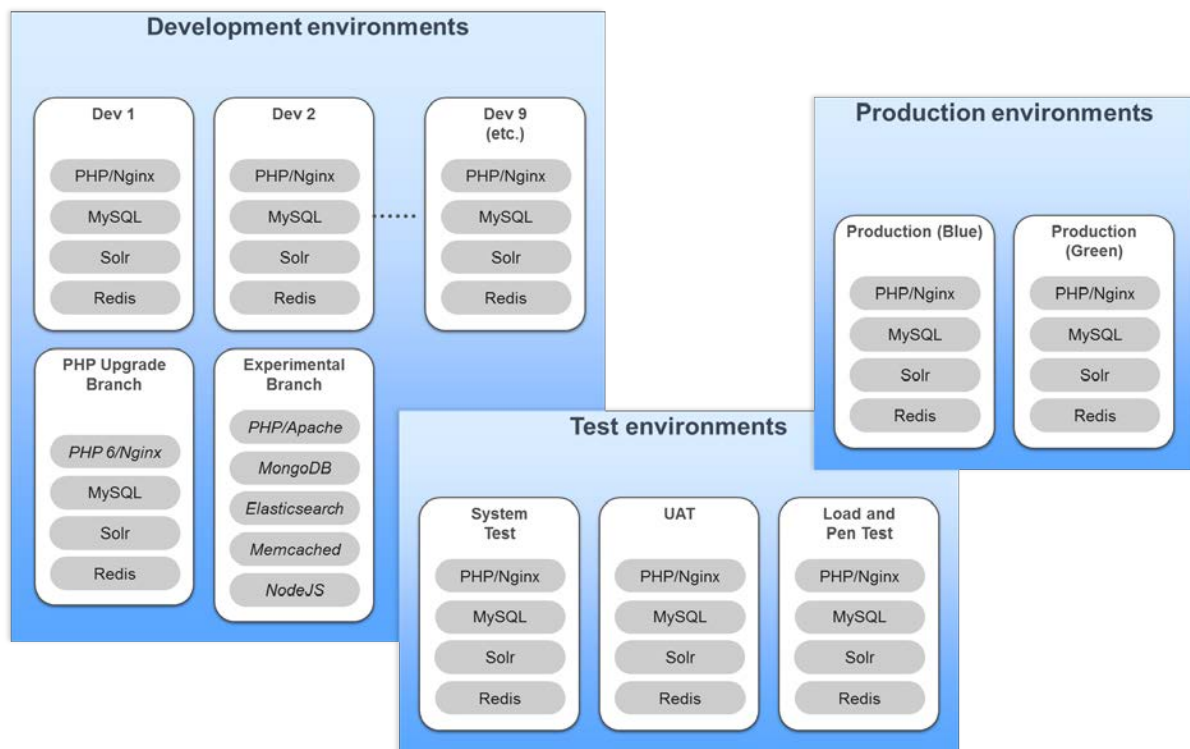 Development environments
Dev 1
PHP/Nginx
MySQL
Solr
Redis
Dev 2
PHP/Nginx
MySQL
Solr
Redis
Dev 9
(etc.)
PHP/Nginx
MySQL
Solr
Redis
PHP Upgrade
Branch
PHP 6/Nginx
MySQL
Solr
Redis
Experimental
Branch
PHP/Apache
MongoDB
Elasticsearch
Memcached
NodeJS
Test environments
System
Test
PHP/Nginx
MySQL
Solr
Redis
UAT
PHP/Nginx
MySQL
Solr
Redis
Load and
Pen Test
PHP/Nginx
MySQL
Solr
Redis
Production environments
Production (Blue)
PHP/Nginx
MySQL
Solr
Redis
Production
(Green)
PHP/Nginx
MySQL
Solr
Redis